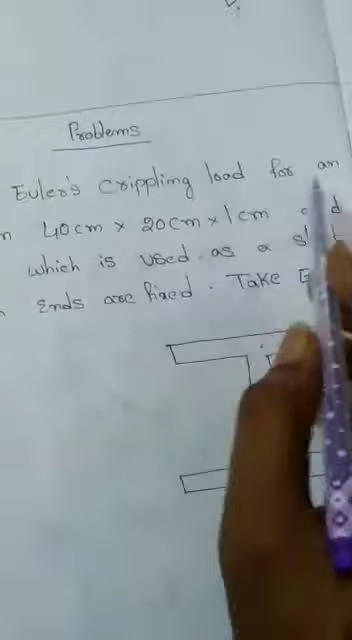 Problems
Euler's crippling load for an
40cm x 20cm x 1cm
which is used as a
Ends are fixed. Take E